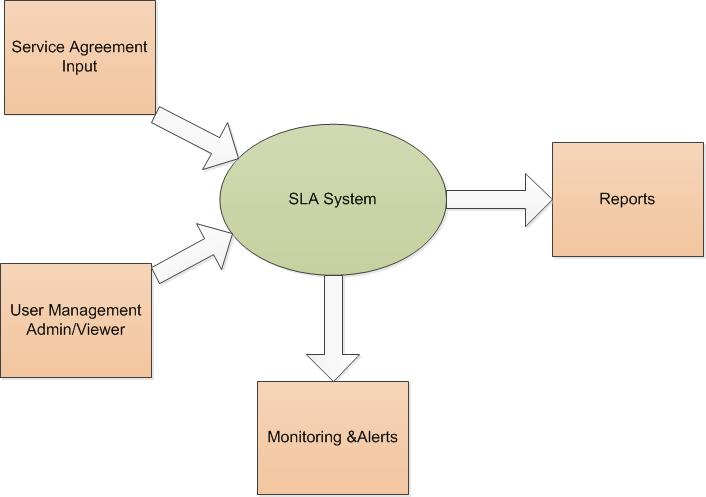 Service Agreement
Input
SLA System
Reports
User Management
Admin/Viewer
Monitoring &Alerts